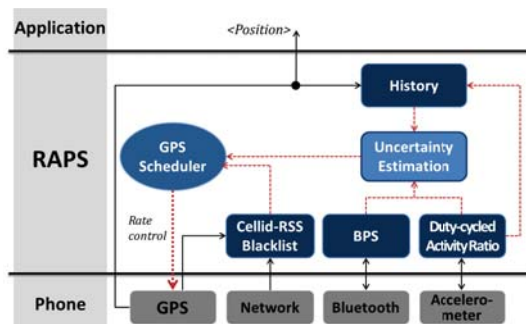 Application
<Position>
History
RAPS
GPS
Scheduler
Uncertainty
Estimation
Rate
control
Cellid-RSS
Blacklist
BPS
Duty-cycled
Activity Ratio
Phone
GPS
Network
Bluetooth
Accelero-
meter